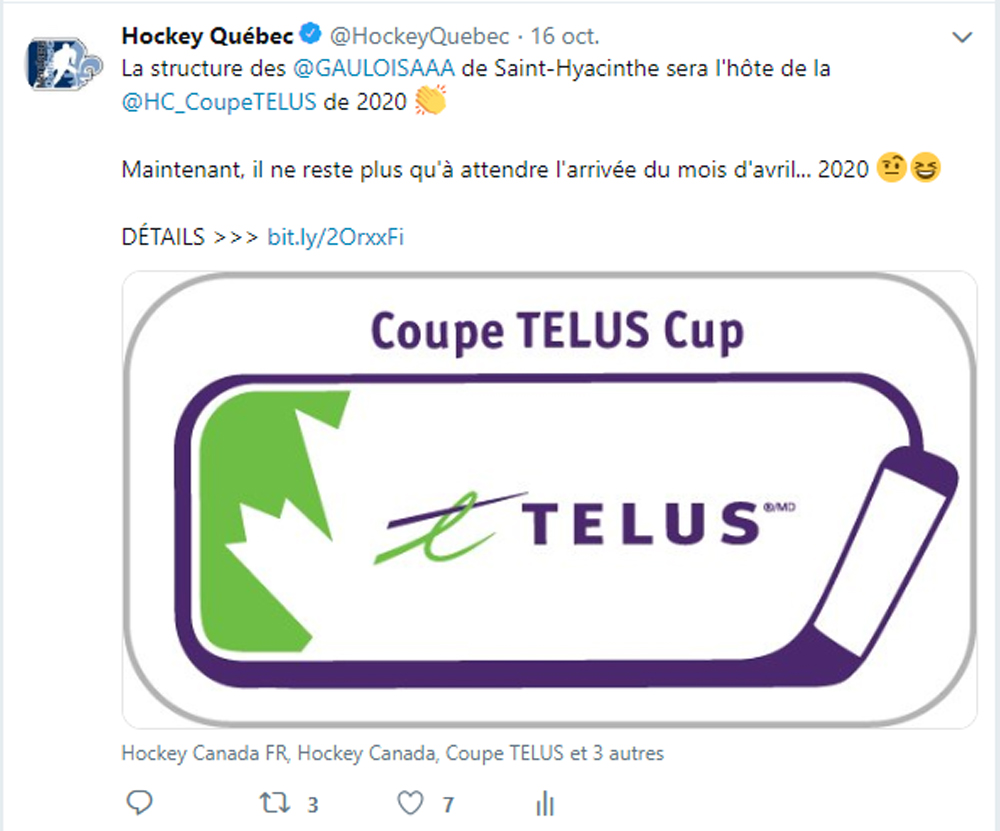 Hockey Québec @HockeyQuebec · 16 oct.
La structure des @GAULOISAAA de Saint-Hyacinthe sera l'hôte de la
@HC_CoupeTELUS de 2020 👏
Maintenant, il ne reste plus qu'à attendre l'arrivée du mois d'avril... 2020 🤨😆
DÉTAILS >>> bit.ly/2OrxxFi
Coupe TELUS Cup
TELUS®/MD
Hockey Canada FR, Hockey Canada, Coupe TELUS et 3 autres
3 7